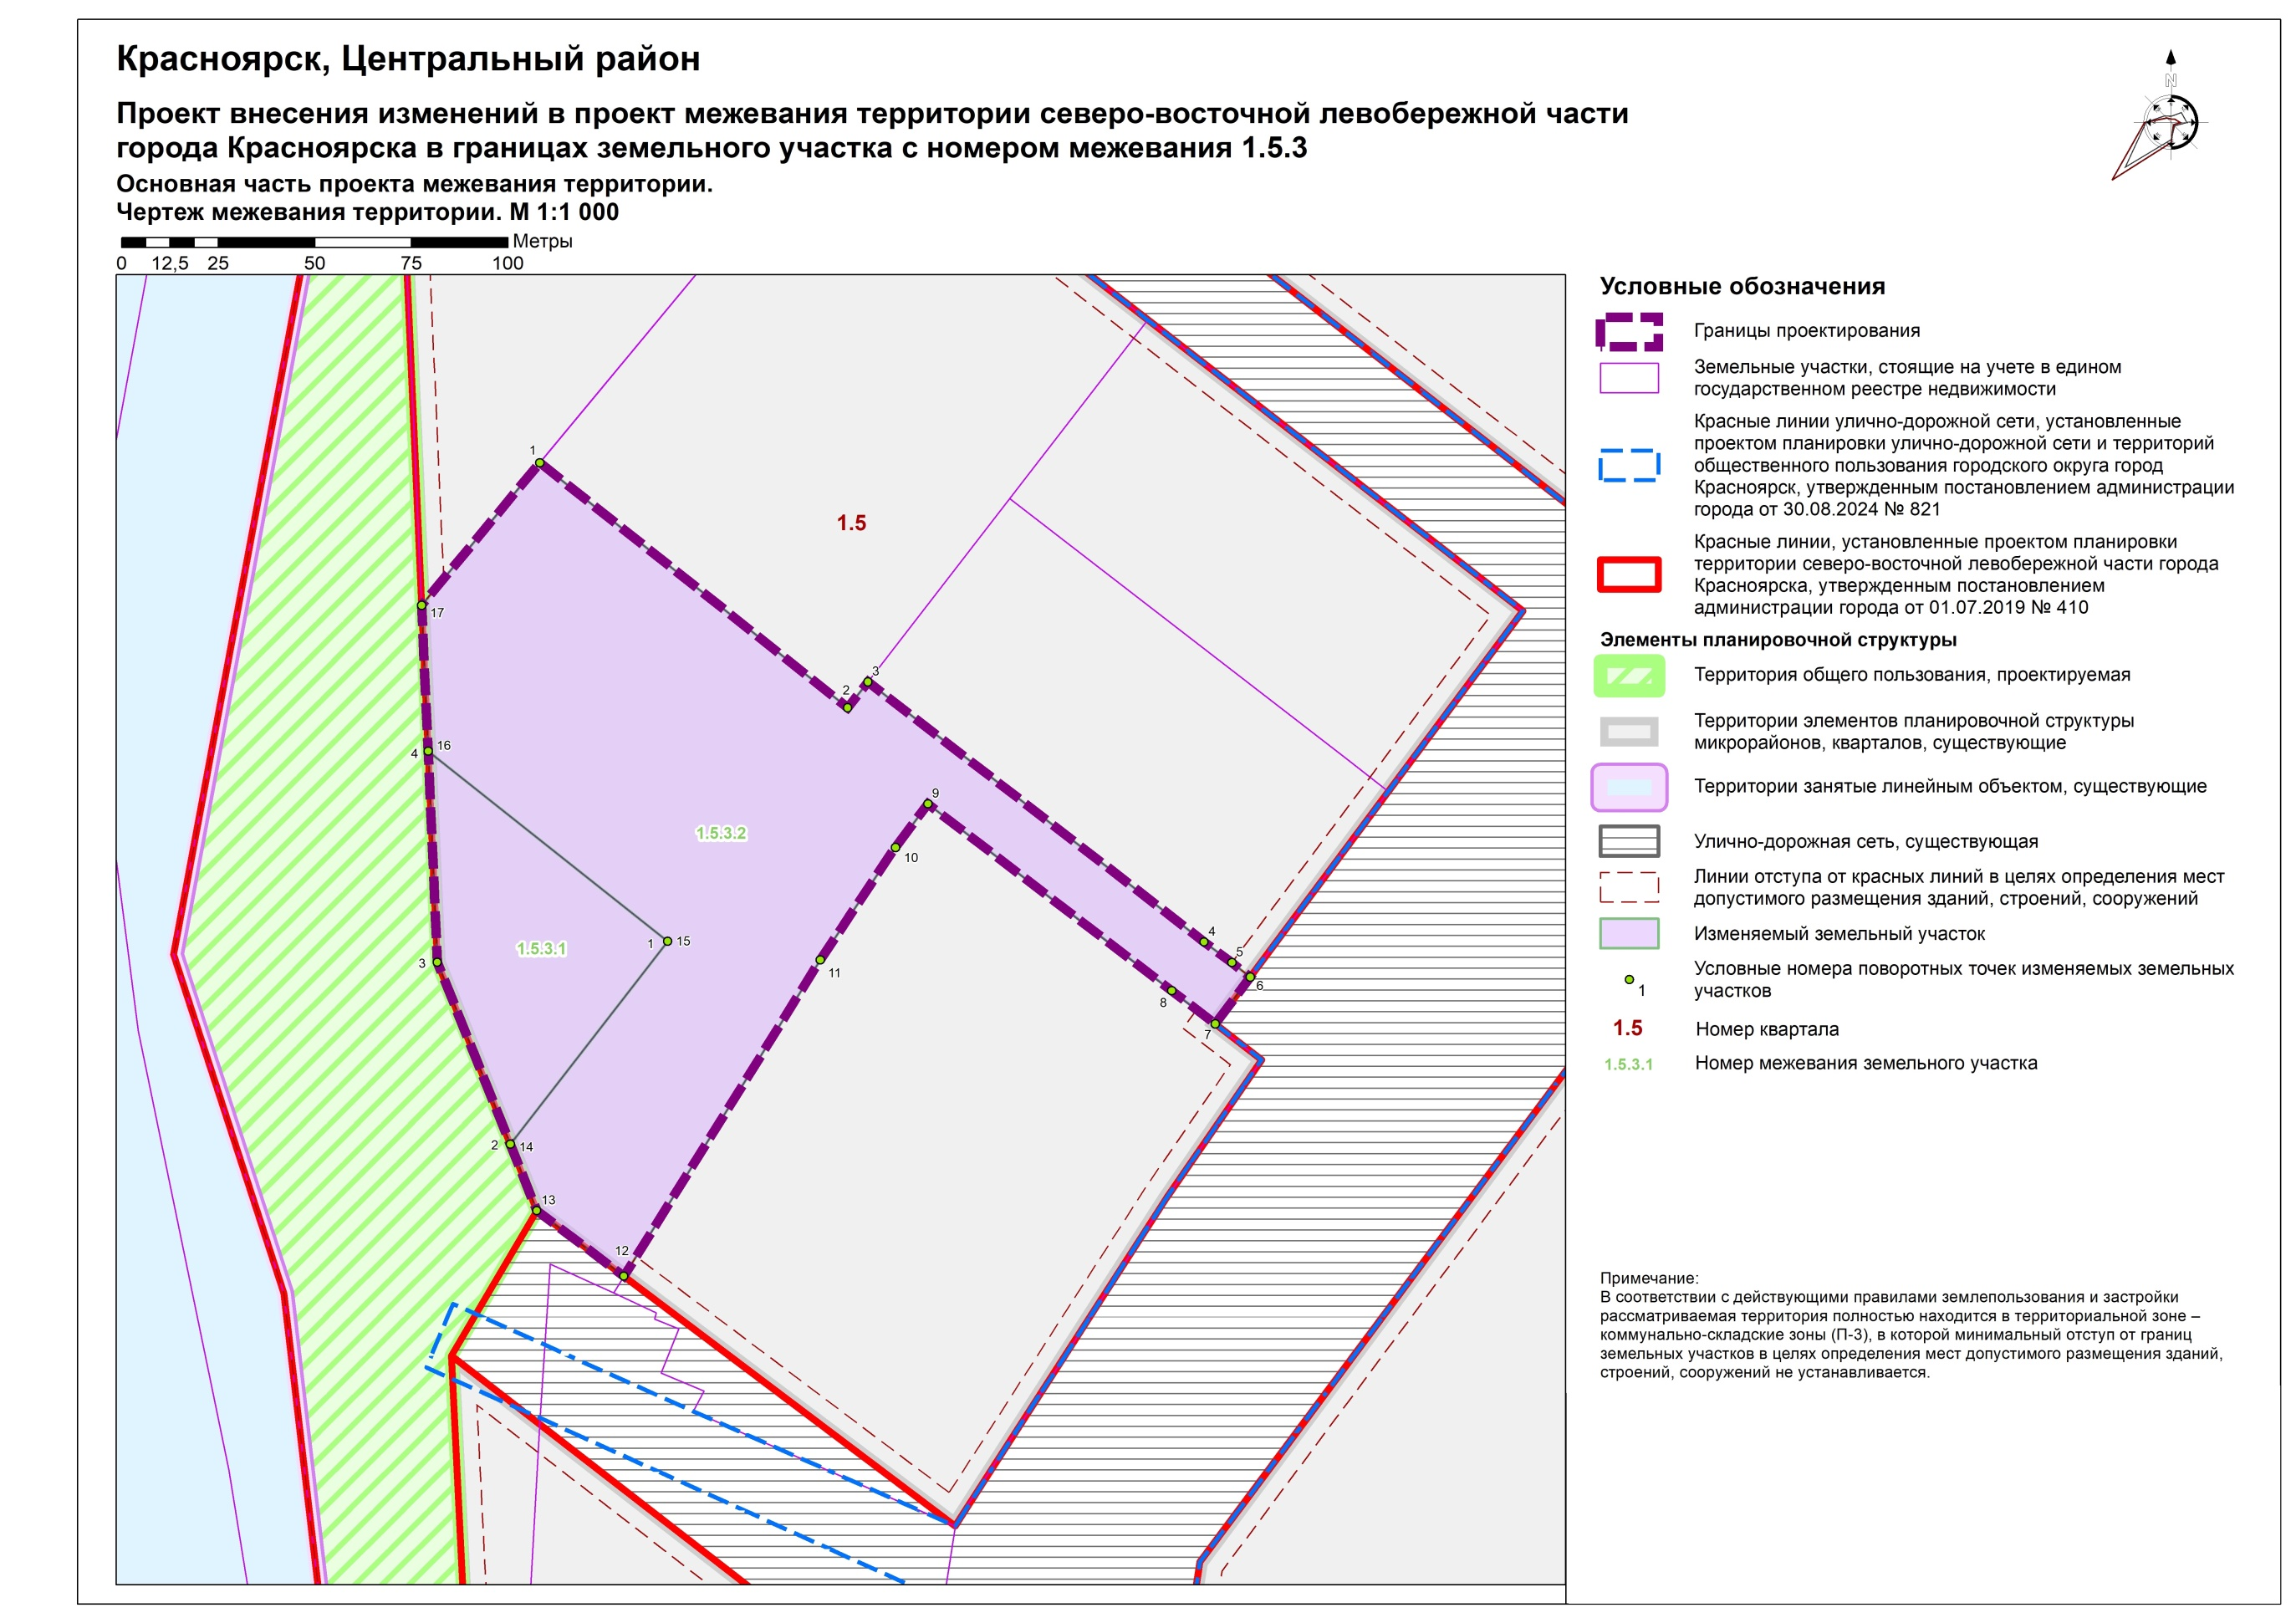 Красноярск, Центральный район
Проект внесения изменений в проект межевания территории северо-восточной левобережной части
города Красноярска в границах земельного участка с номером межевания 1.5.3
Основная часть проекта межевания территории.
Чертеж межевания территории. М 1:1 000
Метры
0 12,5 25 50 75 100
N
1
1.5
17
2
3
4
16
9
1.5.3.2
10
1.5.3.1
1
15
4
5
3
11
6
8
7
2
14
13
12
Условные обозначения
Границы проектирования
Земельные участки, стоящие на учете в едином
государственном реестре недвижимости
Красные линии улично-дорожной сети, установленные
проектом планировки улично-дорожной сети и территорий
общественного пользования городского округа город
Красноярск, утвержденным постановлением администрации
города от 30.08.2024 № 821
Красные линии, установленные проектом планировки
территории северо-восточной левобережной части города
Красноярска, утвержденным постановлением
администрации города от 01.07.2019 № 410
Элементы планировочной структуры
Территория общего пользования, проектируемая
Территории элементов планировочной структуры
микрорайонов, кварталов, существующие
Территории занятые линейным объектом, существующие
Улично-дорожная сеть, существующая
Линии отступа от красных линий в целях определения мест
допустимого размещения зданий, строений, сооружений
Изменяемый земельный участок
Условные номера поворотных точек изменяемых земельных
1 участков
1.5 Номер квартала
1.5.3.1 Номер межевания земельного участка
Примечание:
В соответствии с действующими правилами землепользования и застройки
рассматриваемая территория полностью находится в территориальной зоне –
коммунально-складские зоны (П-3), в которой минимальный отступ от границ
земельных участков в целях определения мест допустимого размещения зданий,
строений, сооружений не устанавливается.